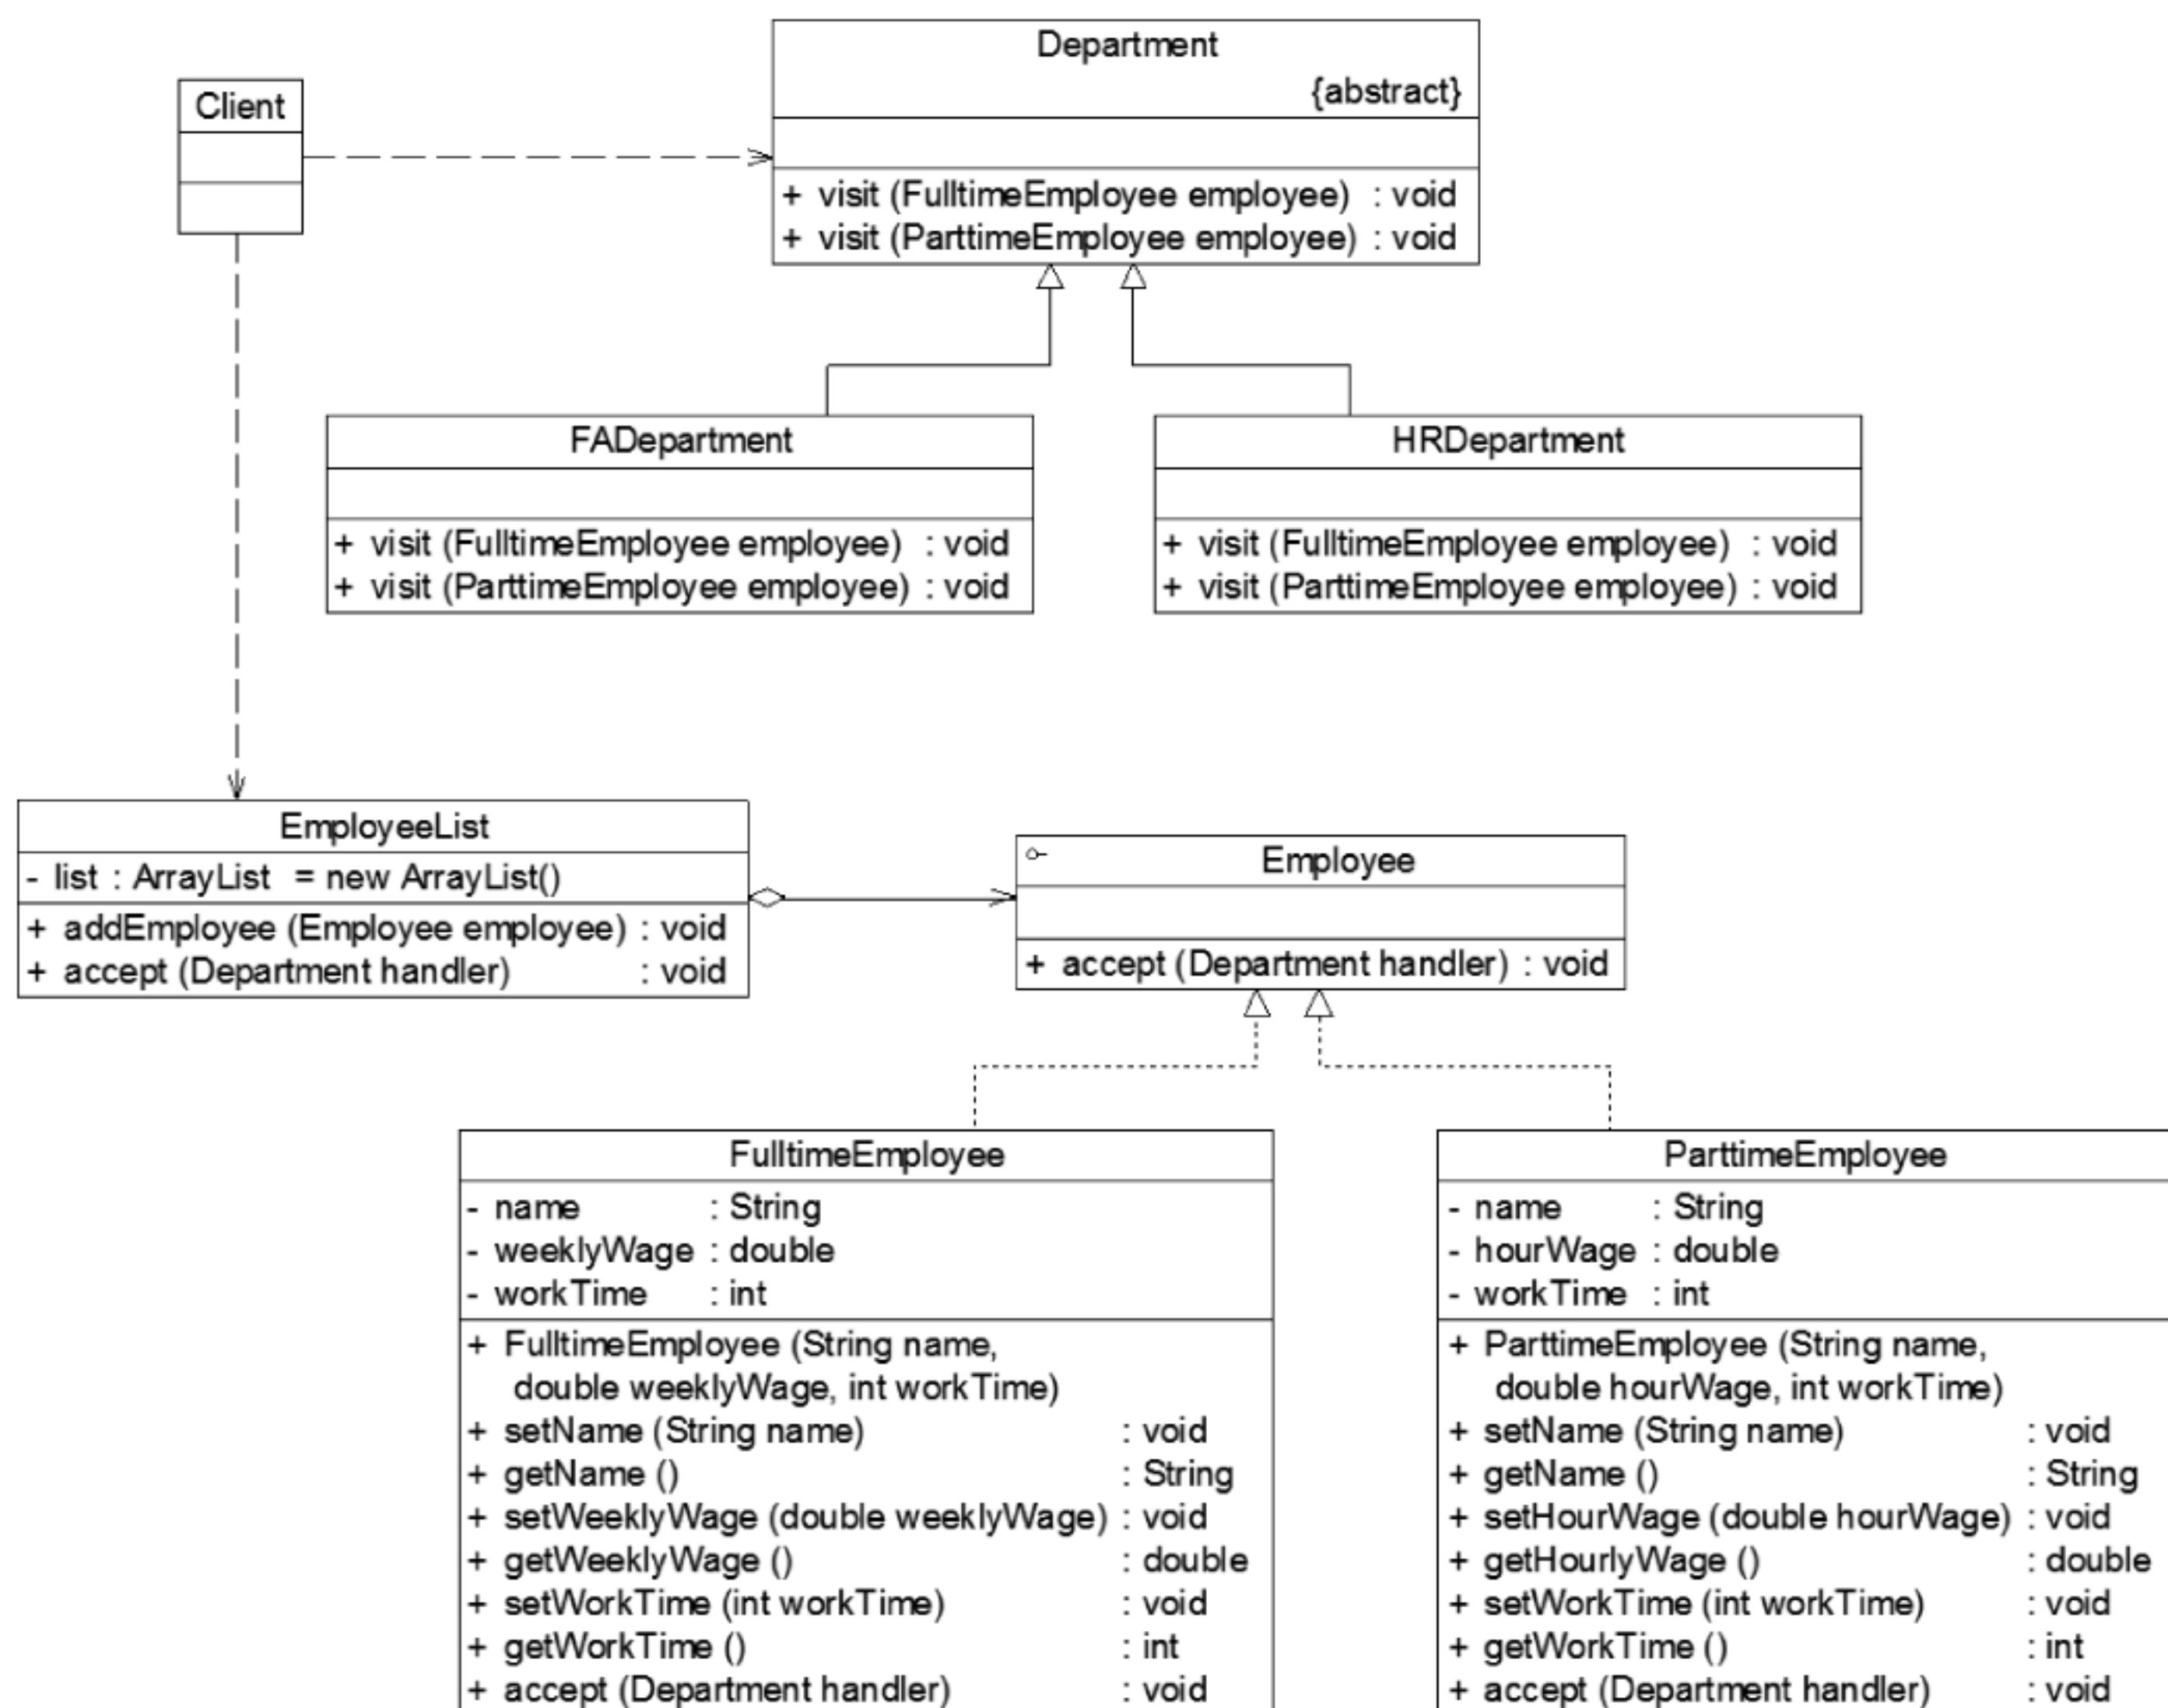 Department
{abstract}
+ visit (FulltimeEmployee employee) : void
+ visit (ParttimeEmployee employee) : void
Client
FADepartment
+ visit (FulltimeEmployee employee) : void
+ visit (ParttimeEmployee employee) : void
HRDepartment
+ visit (FulltimeEmployee employee) : void
+ visit (ParttimeEmployee employee) : void
EmployeeList
- list : ArrayList = new ArrayList()
+ addEmployee (Employee employee) : void
+ accept (Department handler) : void
Employee
+ accept (Department handler) : void
FulltimeEmployee
- name : String
- weeklyWage : double
- workTime : int
+ FulltimeEmployee (String name,
double weeklyWage, int workTime)
+ setName (String name) : void
+ getName () : String
+ setWeeklyWage (double weeklyWage) : void
+ getWeeklyWage () : double
+ setWorkTime (int workTime) : void
+ getWorkTime () : int
+ accept (Department handler) : void
ParttimeEmployee
- name : String
- hourWage : double
- workTime : int
+ ParttimeEmployee (String name,
double hourWage, int workTime)
+ setName (String name) : void
+ getName () : String
+ setHourWage (double hourWage) : void
+ getHourlyWage () : double
+ setWorkTime (int workTime) : void
+ getWorkTime () : int
+ accept (Department handler) : void